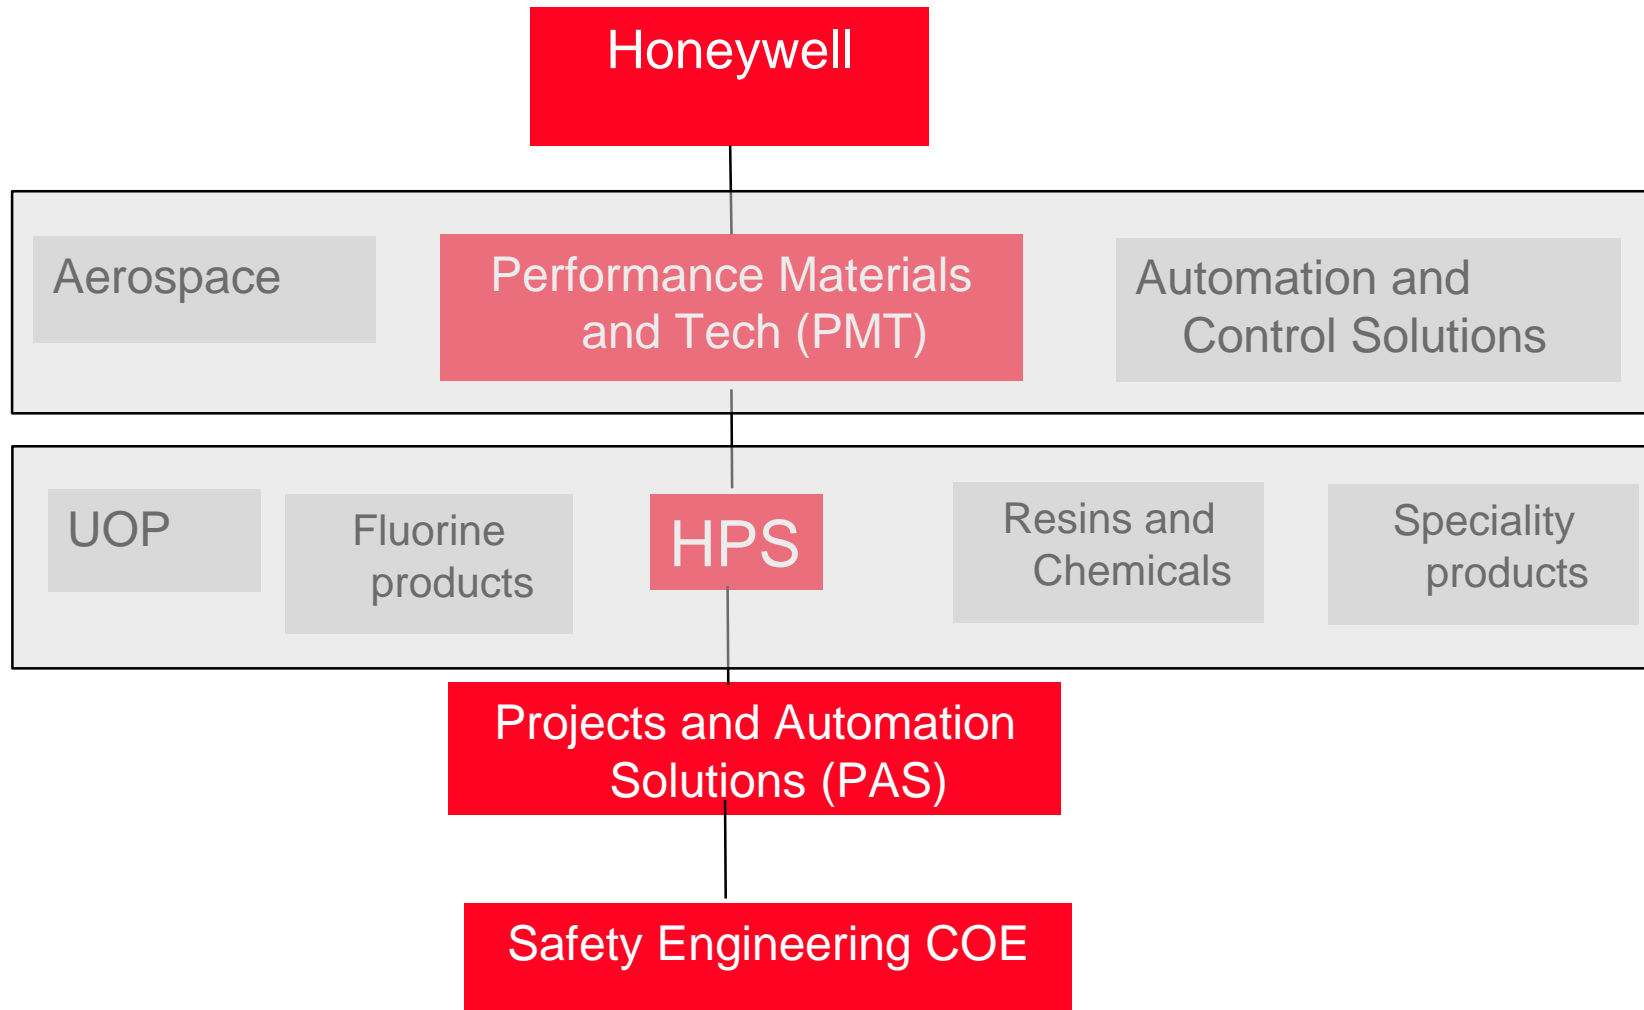 Honeywell
Aerospace
Performance Materials
and Tech (PMT)
Automation and
Control Solutions
UOP
Fluorine
products
HPS
Resins and
Chemicals
Speciality
products
Projects and Automation
Solutions (PAS)
Safety Engineering COE